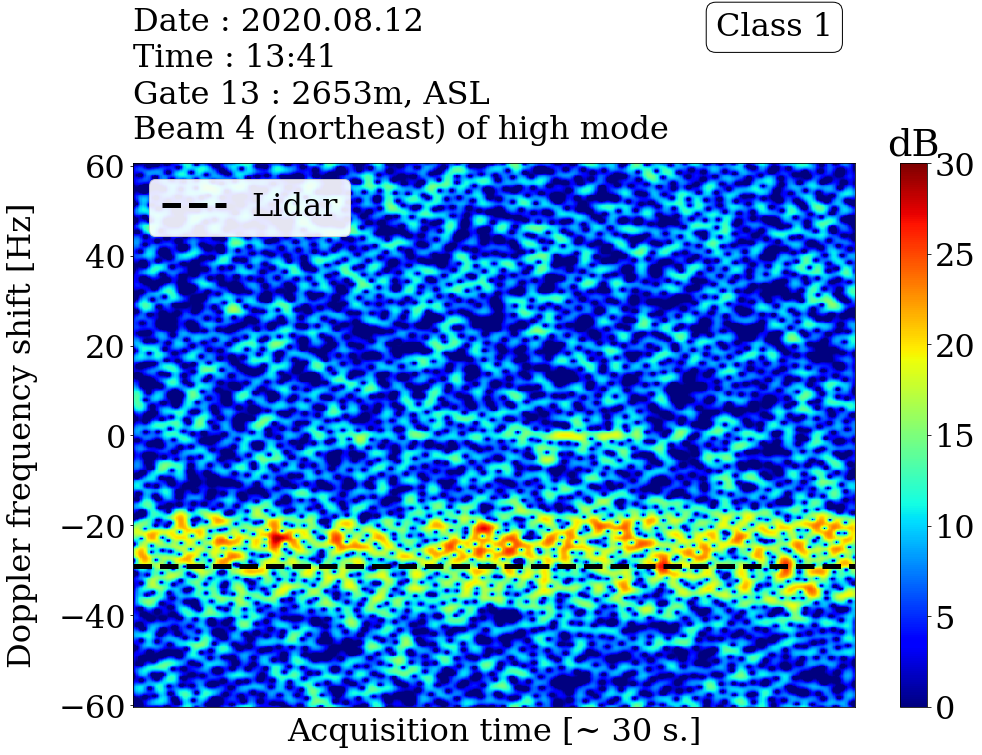 Date : 2020.08.12
Time : 13:41
Gate 13 : 2653m, ASL
Beam 4 (northeast) of high mode
Class 1
dB
Lidar
Doppler frequency shift [Hz]
60
40
20
0
−20
−40
−60
Acquisition time [~ 30 s.]
30
25
20
15
10
5
0